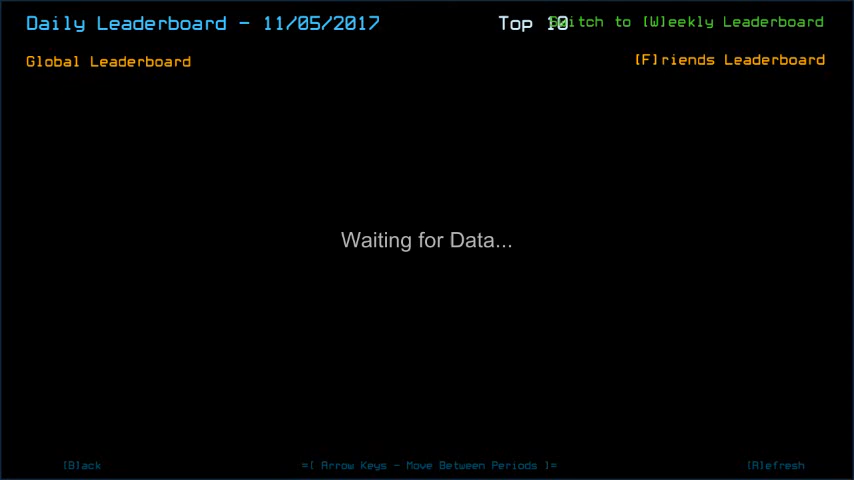 Daily Leaderboard - 11/05/2017
Top 10
Switch to [W]eekly Leaderboard
Global Leaderboard
[F]riends Leaderboard
Waiting for Data...
[B]ack
=[ Arrow Keys - Move Between Periods ]=
[R]efresh